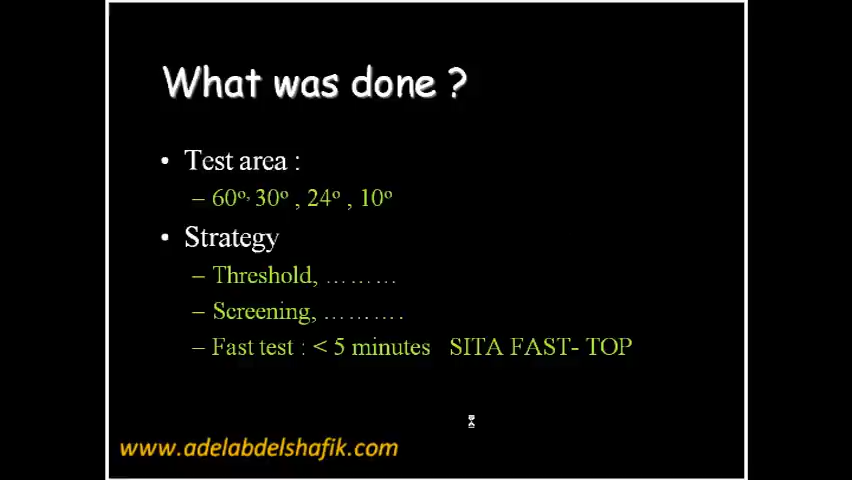 What was done ?
• Test area :
– 60º, 30º , 24º , 10º
• Strategy
– Threshold, ………
– Screening, ……….
– Fast test : < 5 minutes SITA FAST- TOP
www.adelabdelshafik.com